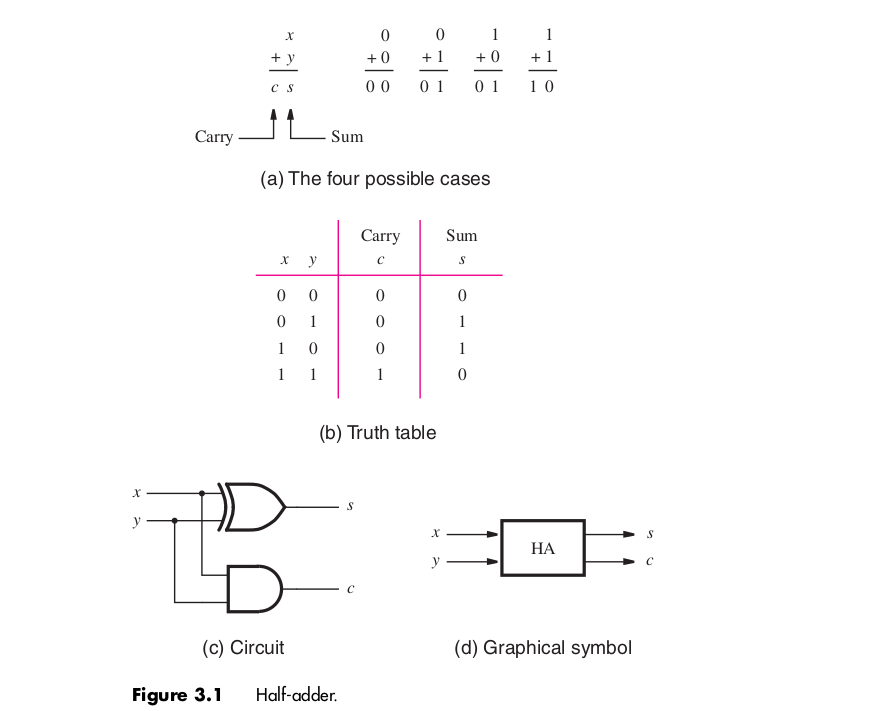 x 0 0 1 1
+ y + 0 + 1 + 0 + 1
c s 0 0 0 1 0 1 1 0
Carry Sum
(a) The four possible cases
Carry Sum
x y c s
0 0 0 0
0 1 0 1
1 0 0 1
1 1 1 0
(b) Truth table
x s
y
c
(c) Circuit
x s
HA
y c
(d) Graphical symbol
Figure 3.1 Half-adder.